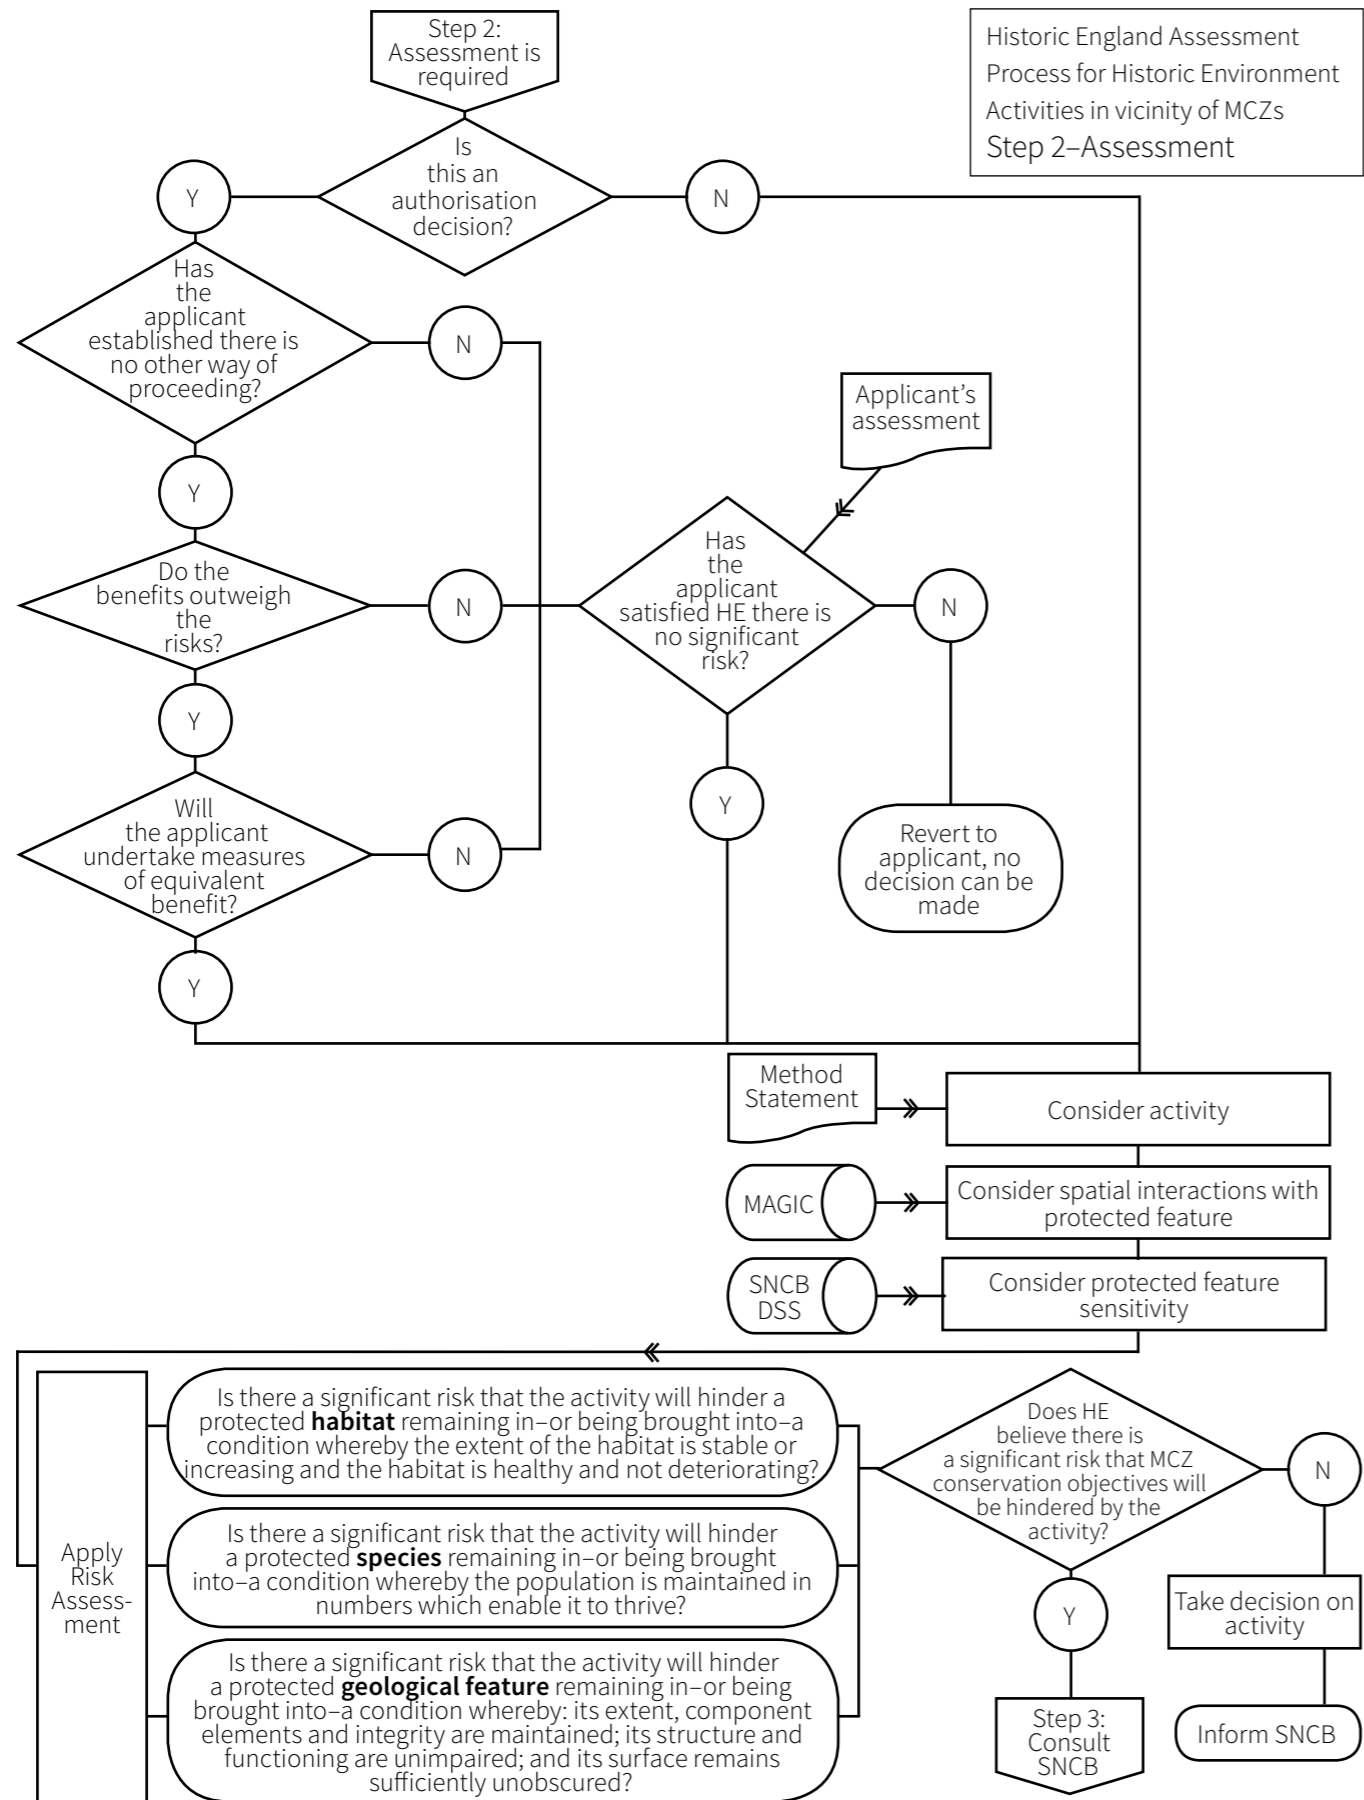 Step 2:
Assessment is
required
Historic England Assessment
Process for Historic Environment
Activities in vicinity of MCZs
Step 2–Assessment
Is
this an
authorisation
decision?
Y
N
Has
the
applicant
established there is
no other way of
proceeding?
N
Applicant’s
assessment
Y
Do the
benefits outweigh
the
risks?
N
Has
the
applicant
satisfied HE there is
no significant
risk?
N
Y
Y
Revert to
applicant, no
decision can be
made
Will
the applicant
undertake measures
of equivalent
benefit?
N
Y
Method
Statement
Consider activity
MAGIC
Consider spatial interactions with
protected feature
SNCB
DSS
Consider protected feature
sensitivity
Apply
Risk
Assess-
ment
Is there a significant risk that the activity will hinder a
protected habitat remaining in–or being brought into–a
condition whereby the extent of the habitat is stable or
increasing and the habitat is healthy and not deteriorating?
Is there a significant risk that the activity will hinder
a protected species remaining in–or being brought
into–a condition whereby the population is maintained in
numbers which enable it to thrive?
Is there a significant risk that the activity will hinder
a protected geological feature remaining in–or being
brought into–a condition whereby: its extent, component
elements and integrity are maintained; its structure and
functioning are unimpaired; and its surface remains
sufficiently unobscured?
Does HE
believe there is
a significant risk that MCZ
conservation objectives will
be hindered by the
activity?
N
Y
Take decision on
activity
Step 3:
Consult
SNCB
Inform SNCB